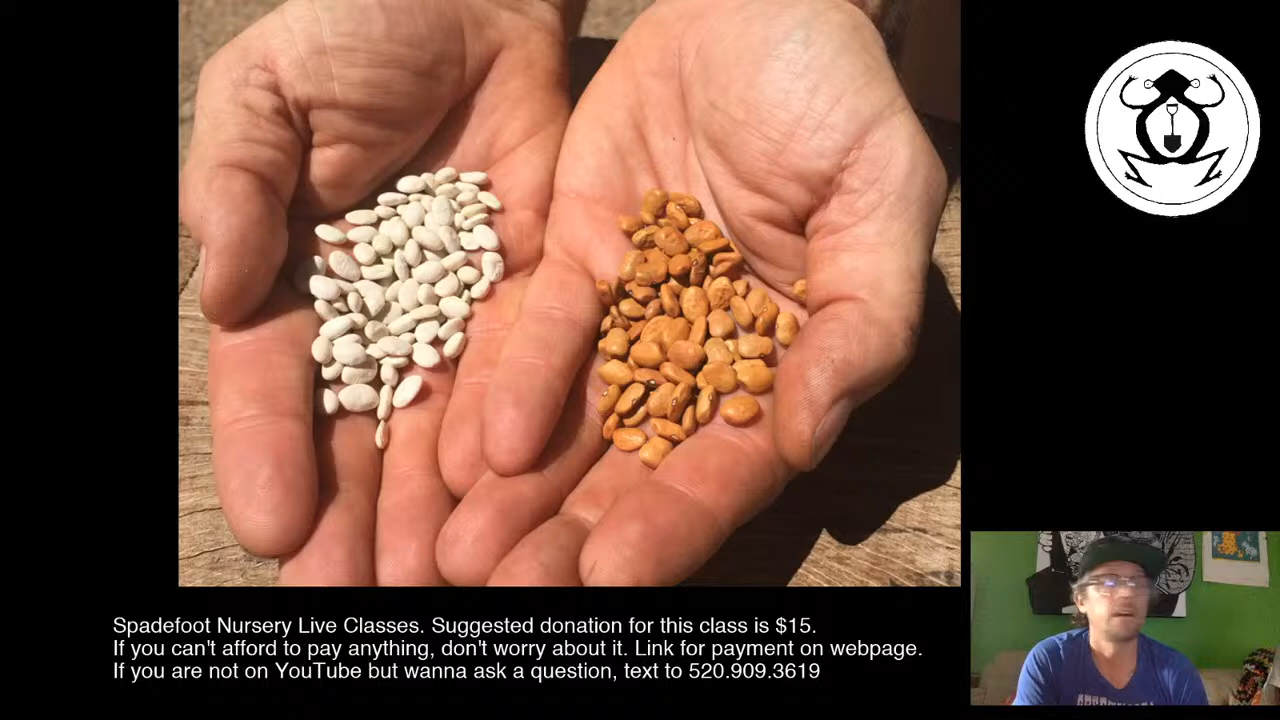 Spadefoot Nursery Live Classes. Suggested donation for this class is $15.
If you can't afford to pay anything, don't worry about it. Link for payment on webpage.
If you are not on YouTube but wanna ask a question, text to 520.909.3619